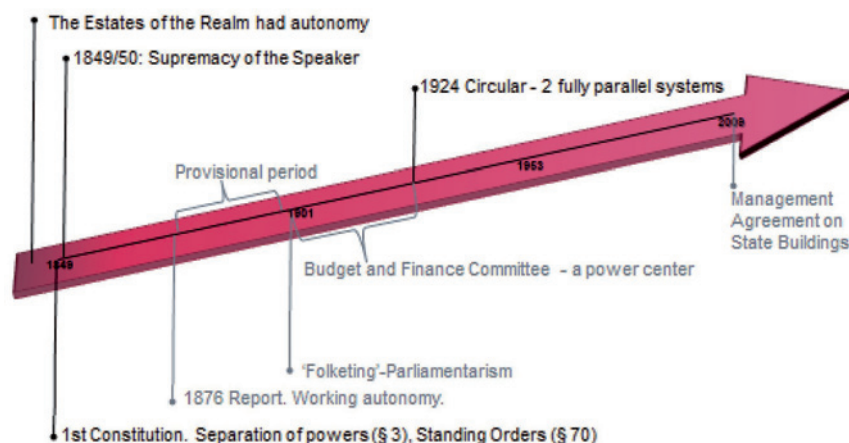 The Estates of the Realm had autonomy
1849/50: Supremacy of the Speaker
1924 Circular - 2 fully parallel systems
2009
Provisional period
1953
Management
Agreement on
State Buildings
1901
1849
Budget and Finance Committee - a power center
'Folketing'-Parliamentarism
1876 Report. Working autonomy.
1st Constitution. Separation of powers (§ 3), Standing Orders (§ 70)